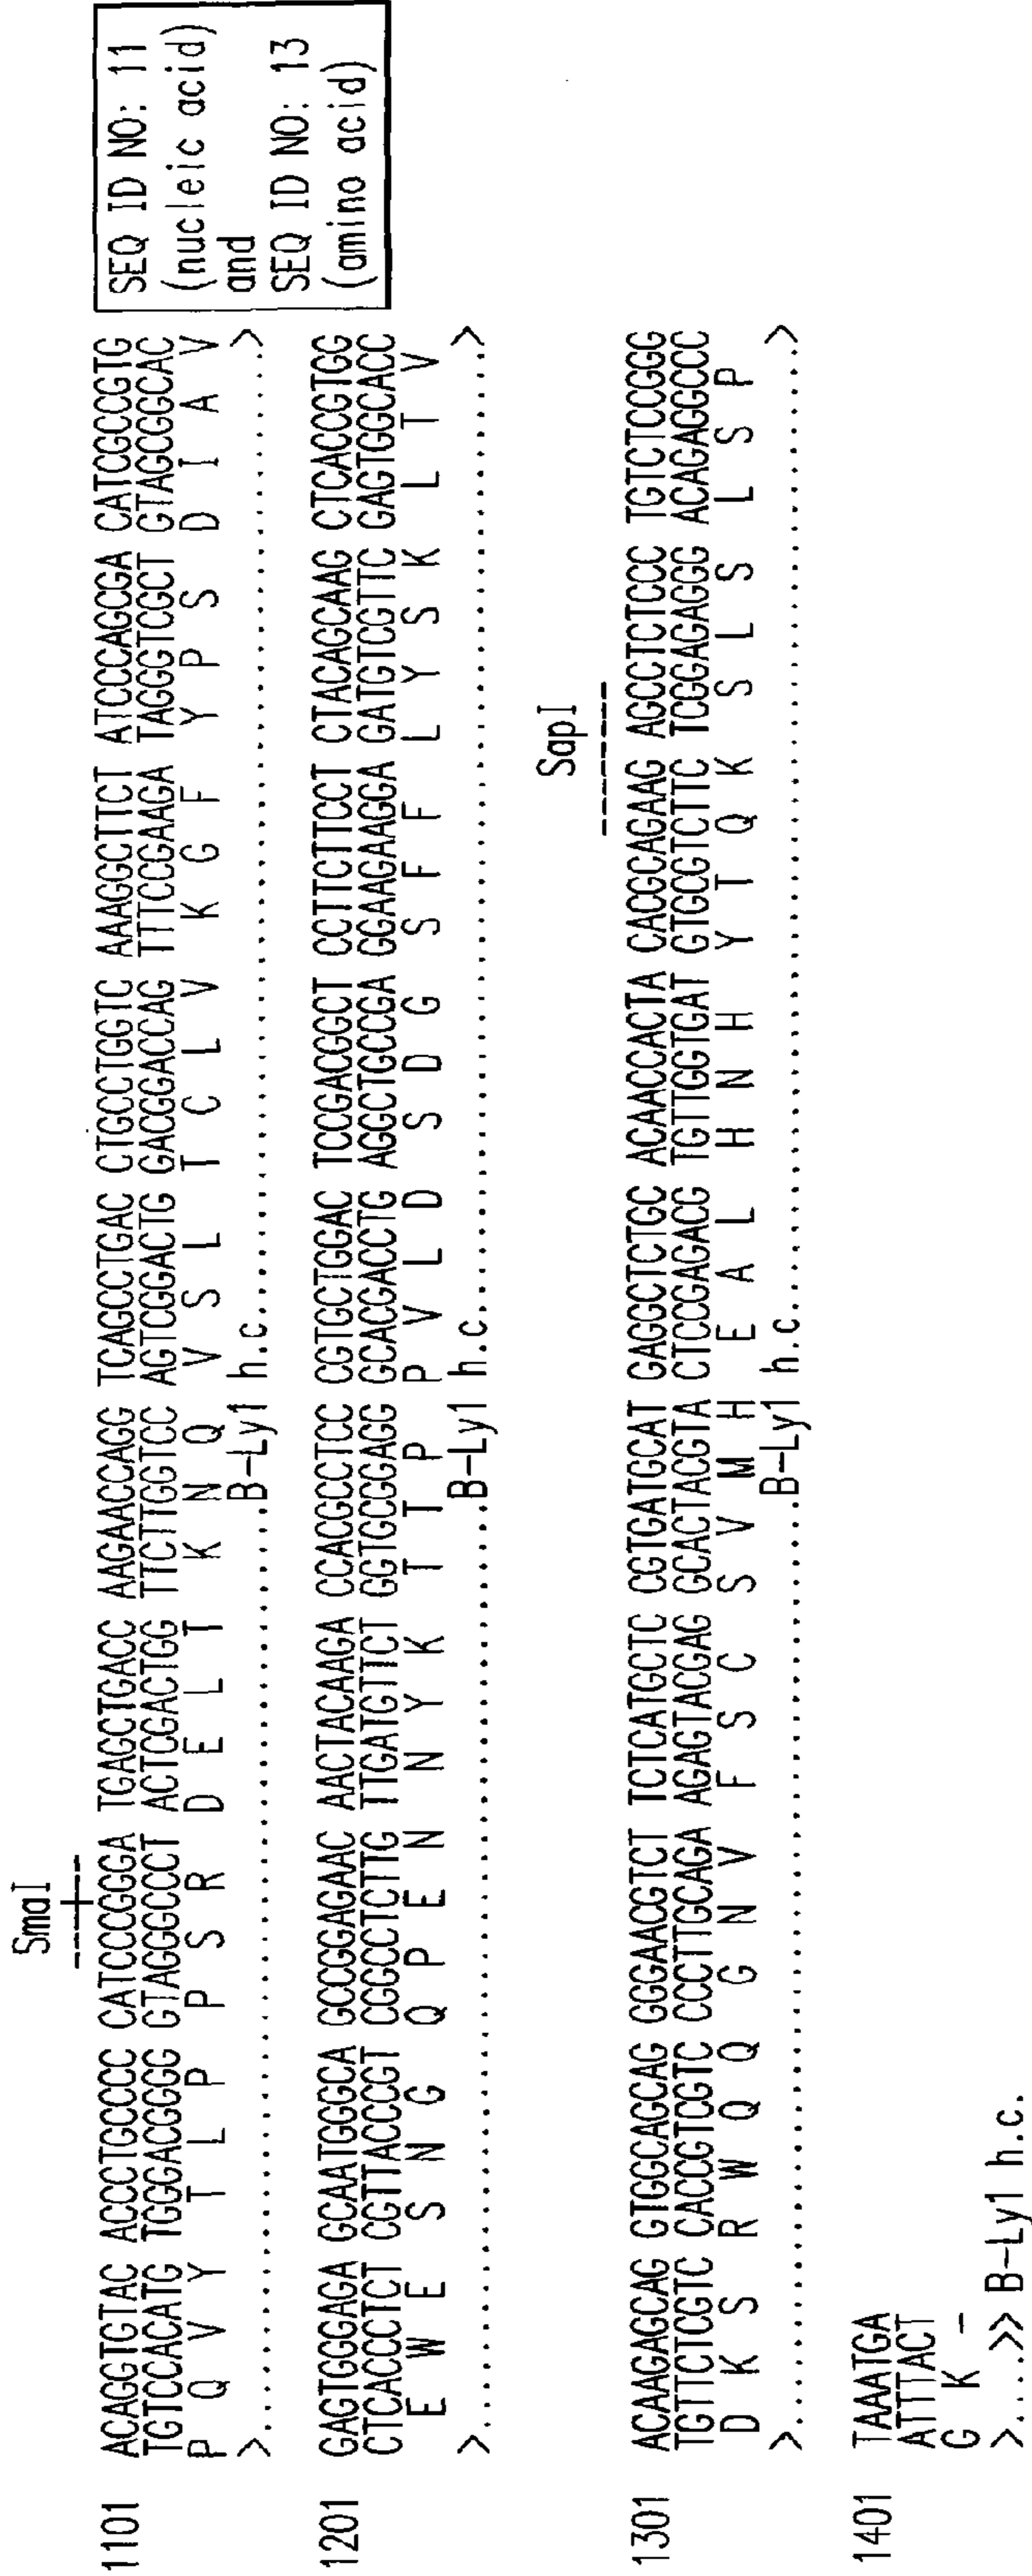 SmaI
1101 ACAGGTGTAC ACCCTGCCCC CATCCCGGGA TGAGCTGACC AAGAACCAGG TCAGCCTGAC CTGCCTGGTC AAAGGCTTCT ATCCCAGCGA CATCGCCGTG
TGTCCACATG TGGGACGGGG GTAGGGCCCT ACTCGACTGG TTCTTGGTCC AGTCGGACTG GACGGACCAG TTTCCGAAGA TAGGGTCGCT GTAGCGGCAC
P Q V Y T L P P S R D E L T K N Q V S L T C L V K G F Y P S D I A V
>..............................B-Ly1 h.c..............................>
SEQ ID NO: 11
(nucleic acid)
and
SEQ ID NO: 13
(amino acid)
1201 GAGTGGGAGA GCAATGGGCA GCCGGAGAAC AACTACAAGA CCACGCCTCC CGTGCTGGAC TCCGACGGCT CCTTCTTCCT CTACAGCAAG CTCACCGTGG
CTCACCCTCT CGTTACCCGT CGGCCTCTTG TTGATGTTCT GGTGCGGAGG GCACGACCTG AGGCTGCCGA GGAAGAAGGA GATGTCGTTC GAGTGGCACC
E W E S N G Q P E N N Y K T T P P V L D S D G S F F L Y S K L T V
>..............................B-Ly1 h.c..............................>
SapI
1301 ACAAGAGCAG GTGGCAGCAG GGGAACGTCT TCTCATGCTC CGTGATGCAT GAGGCTCTGC ACAACCACTA CACGCAGAAG AGCCTCTCCC TGTCTCCGGG
TGTTCTCGTC CACCGTCGTC CCCTTGCAGA AGAGTACGAG GCACTACGTA CTCCGAGACG TGTTGGTGAT GTGCGTCTTC TCGGAGAGGG ACAGAGGCCC
D K S R W Q Q G N V F S C S V M H E A L H N H Y T Q K S L S L S P
>..............................B-Ly1 h.c..............................>
1401 TAAATGA
ATTTACT
G K -
>....>> B-Ly1 h.c.